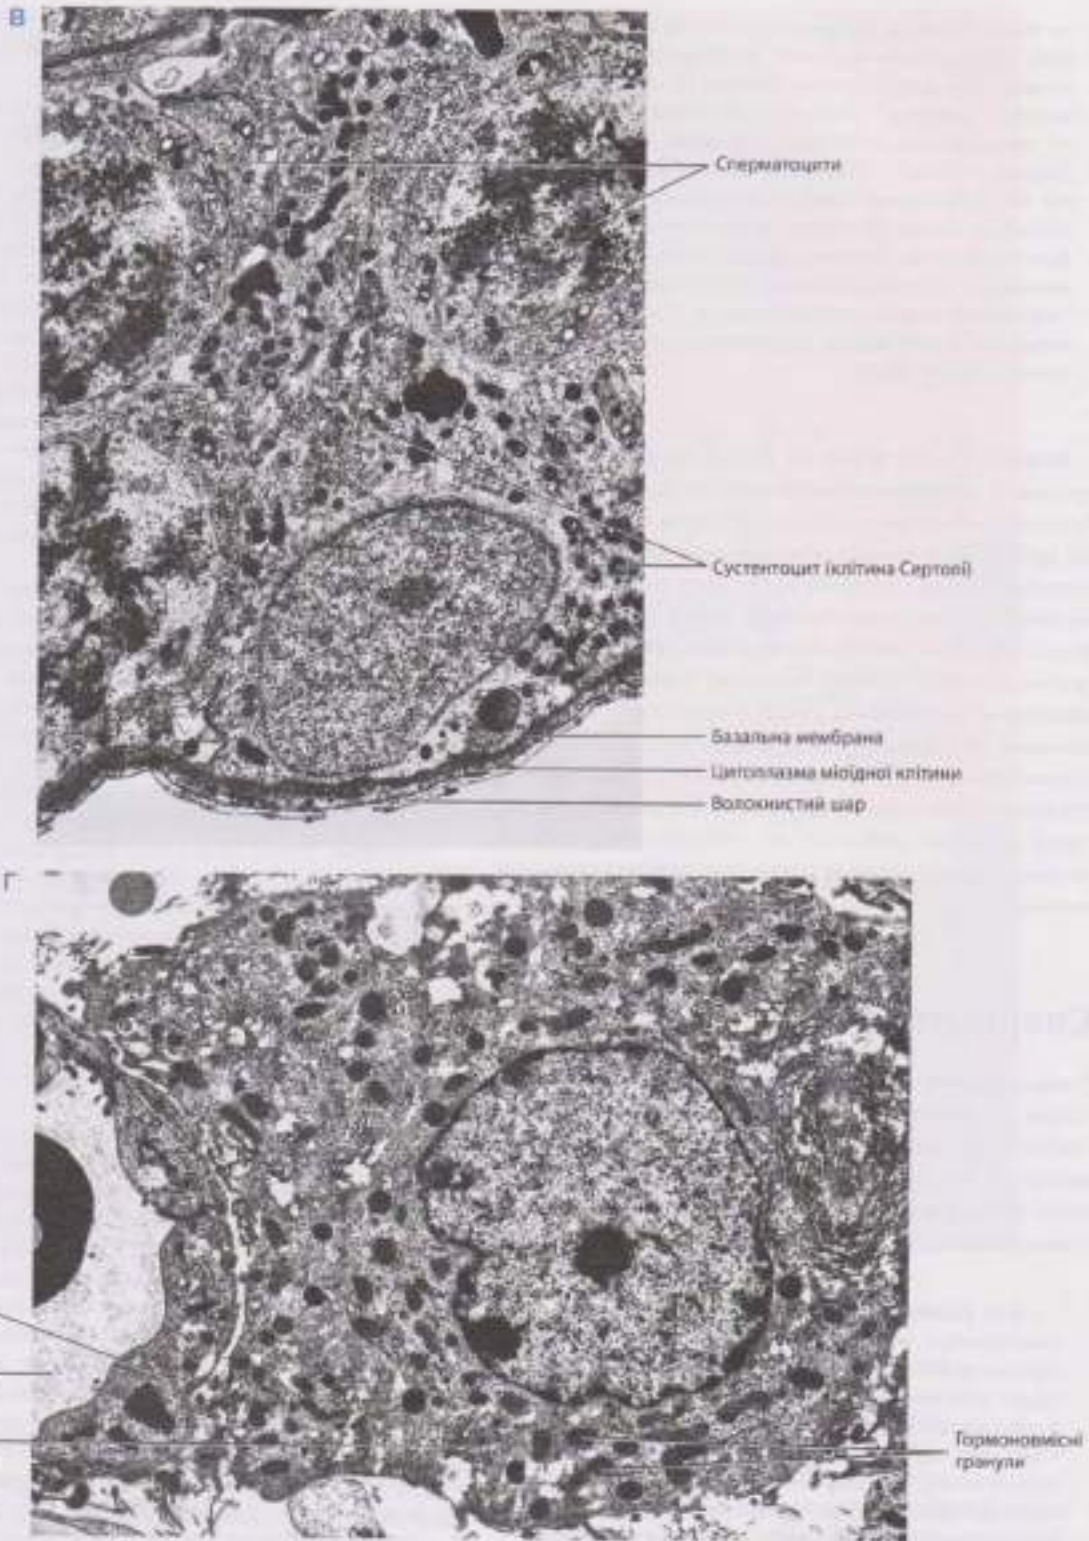 В
Сперматоцити
Сустентоцит (клітина Сертолі)
Базальна мембрана
Цитоплазма міоїдної клітини
Волокнистий шар
Г
Гормоновмісні
гранули